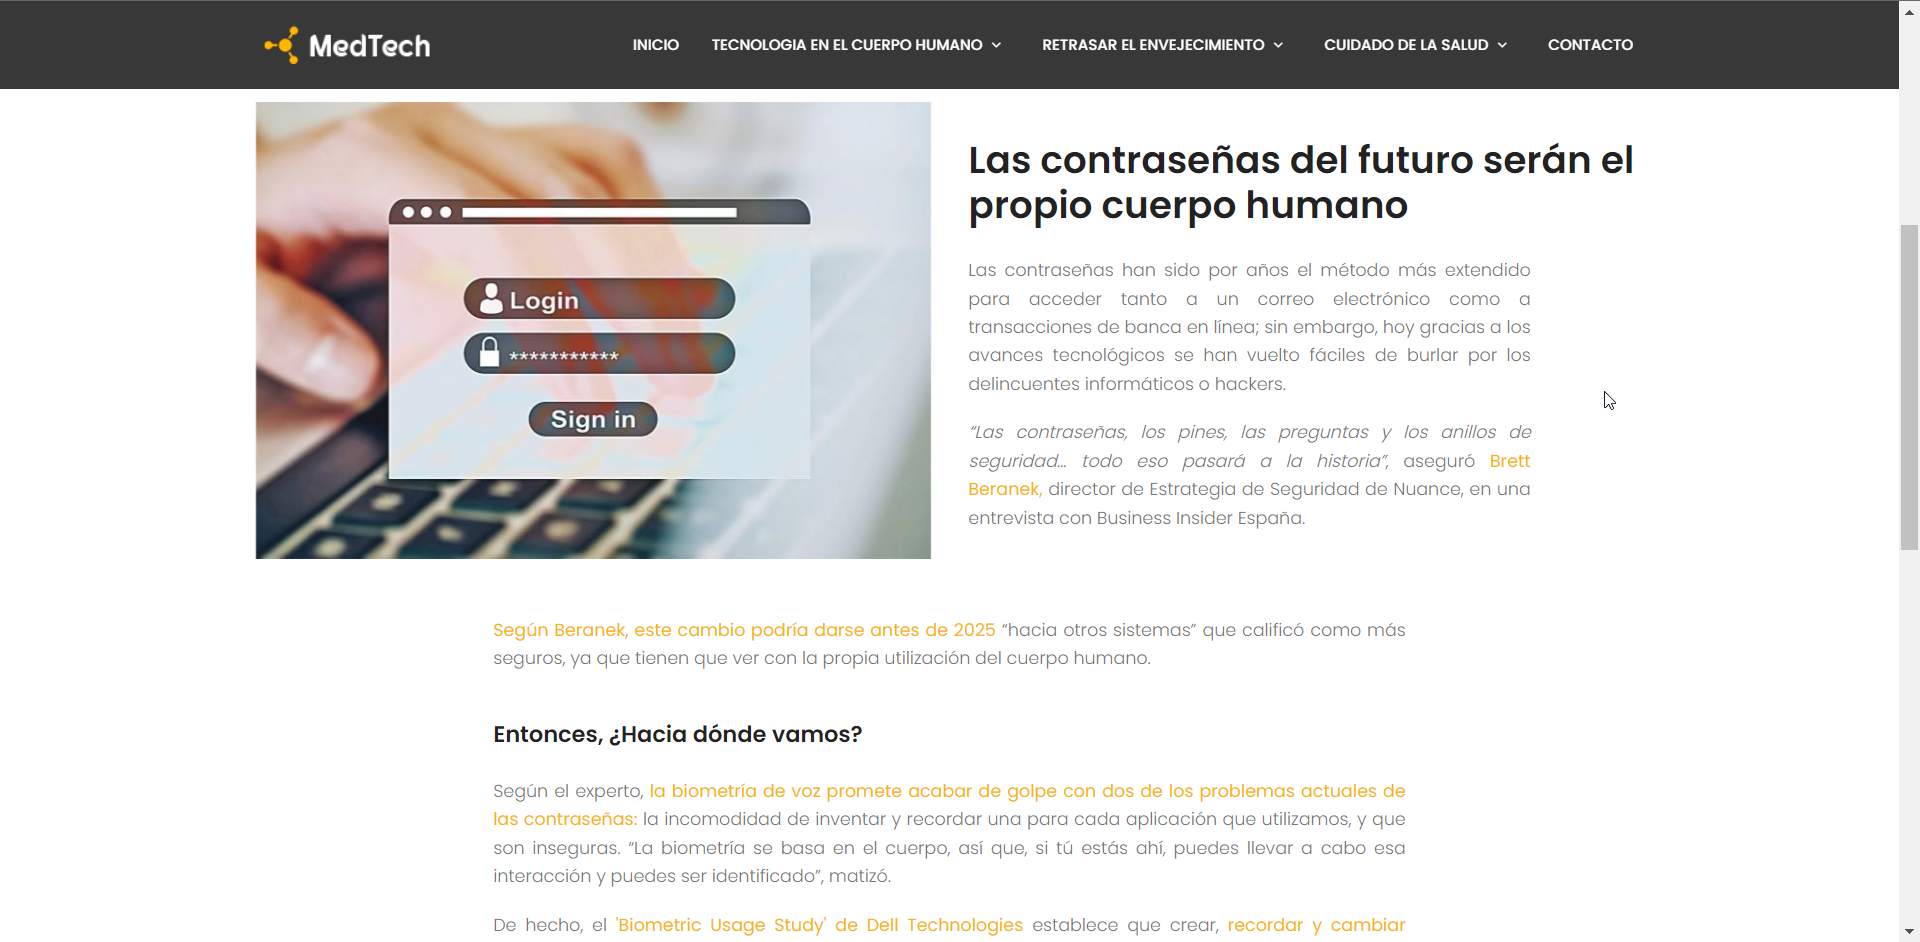 MedTech
INICIO
TECNOLOGIA EN EL CUERPO HUMANO
RETRASAR EL ENVEJECIMIENTO
CUIDADO DE LA SALUD
CONTACTO
Login
***********
Sign in
Las contraseñas del futuro serán el
propio cuerpo humano
Las contraseñas han sido por años el método más extendido
para acceder tanto a un correo electrónico como a
transacciones de banca en línea; sin embargo, hoy gracias a los
avances tecnológicos se han vuelto fáciles de burlar por los
delincuentes informáticos o hackers.
“Las contraseñas, los pines, las preguntas y los anillos de
seguridad… todo eso pasará a la historia”, aseguró Brett
Beranek, director de Estrategia de Seguridad de Nuance, en una
entrevista con Business Insider España.
Según Beranek, este cambio podría darse antes de 2025 “hacia otros sistemas” que calificó como más
seguros, ya que tienen que ver con la propia utilización del cuerpo humano.
Entonces, ¿Hacia dónde vamos?
Según el experto, la biometría de voz promete acabar de golpe con dos de los problemas actuales de
las contraseñas: la incomodidad de inventar y recordar una para cada aplicación que utilizamos, y que
son inseguras. “La biometría se basa en el cuerpo, así que, si tú estás ahí, puedes llevar a cabo esa
interacción y puedes ser identificado”, matizó.
De hecho, el 'Biometric Usage Study' de Dell Technologies establece que crear, recordar y cambiar